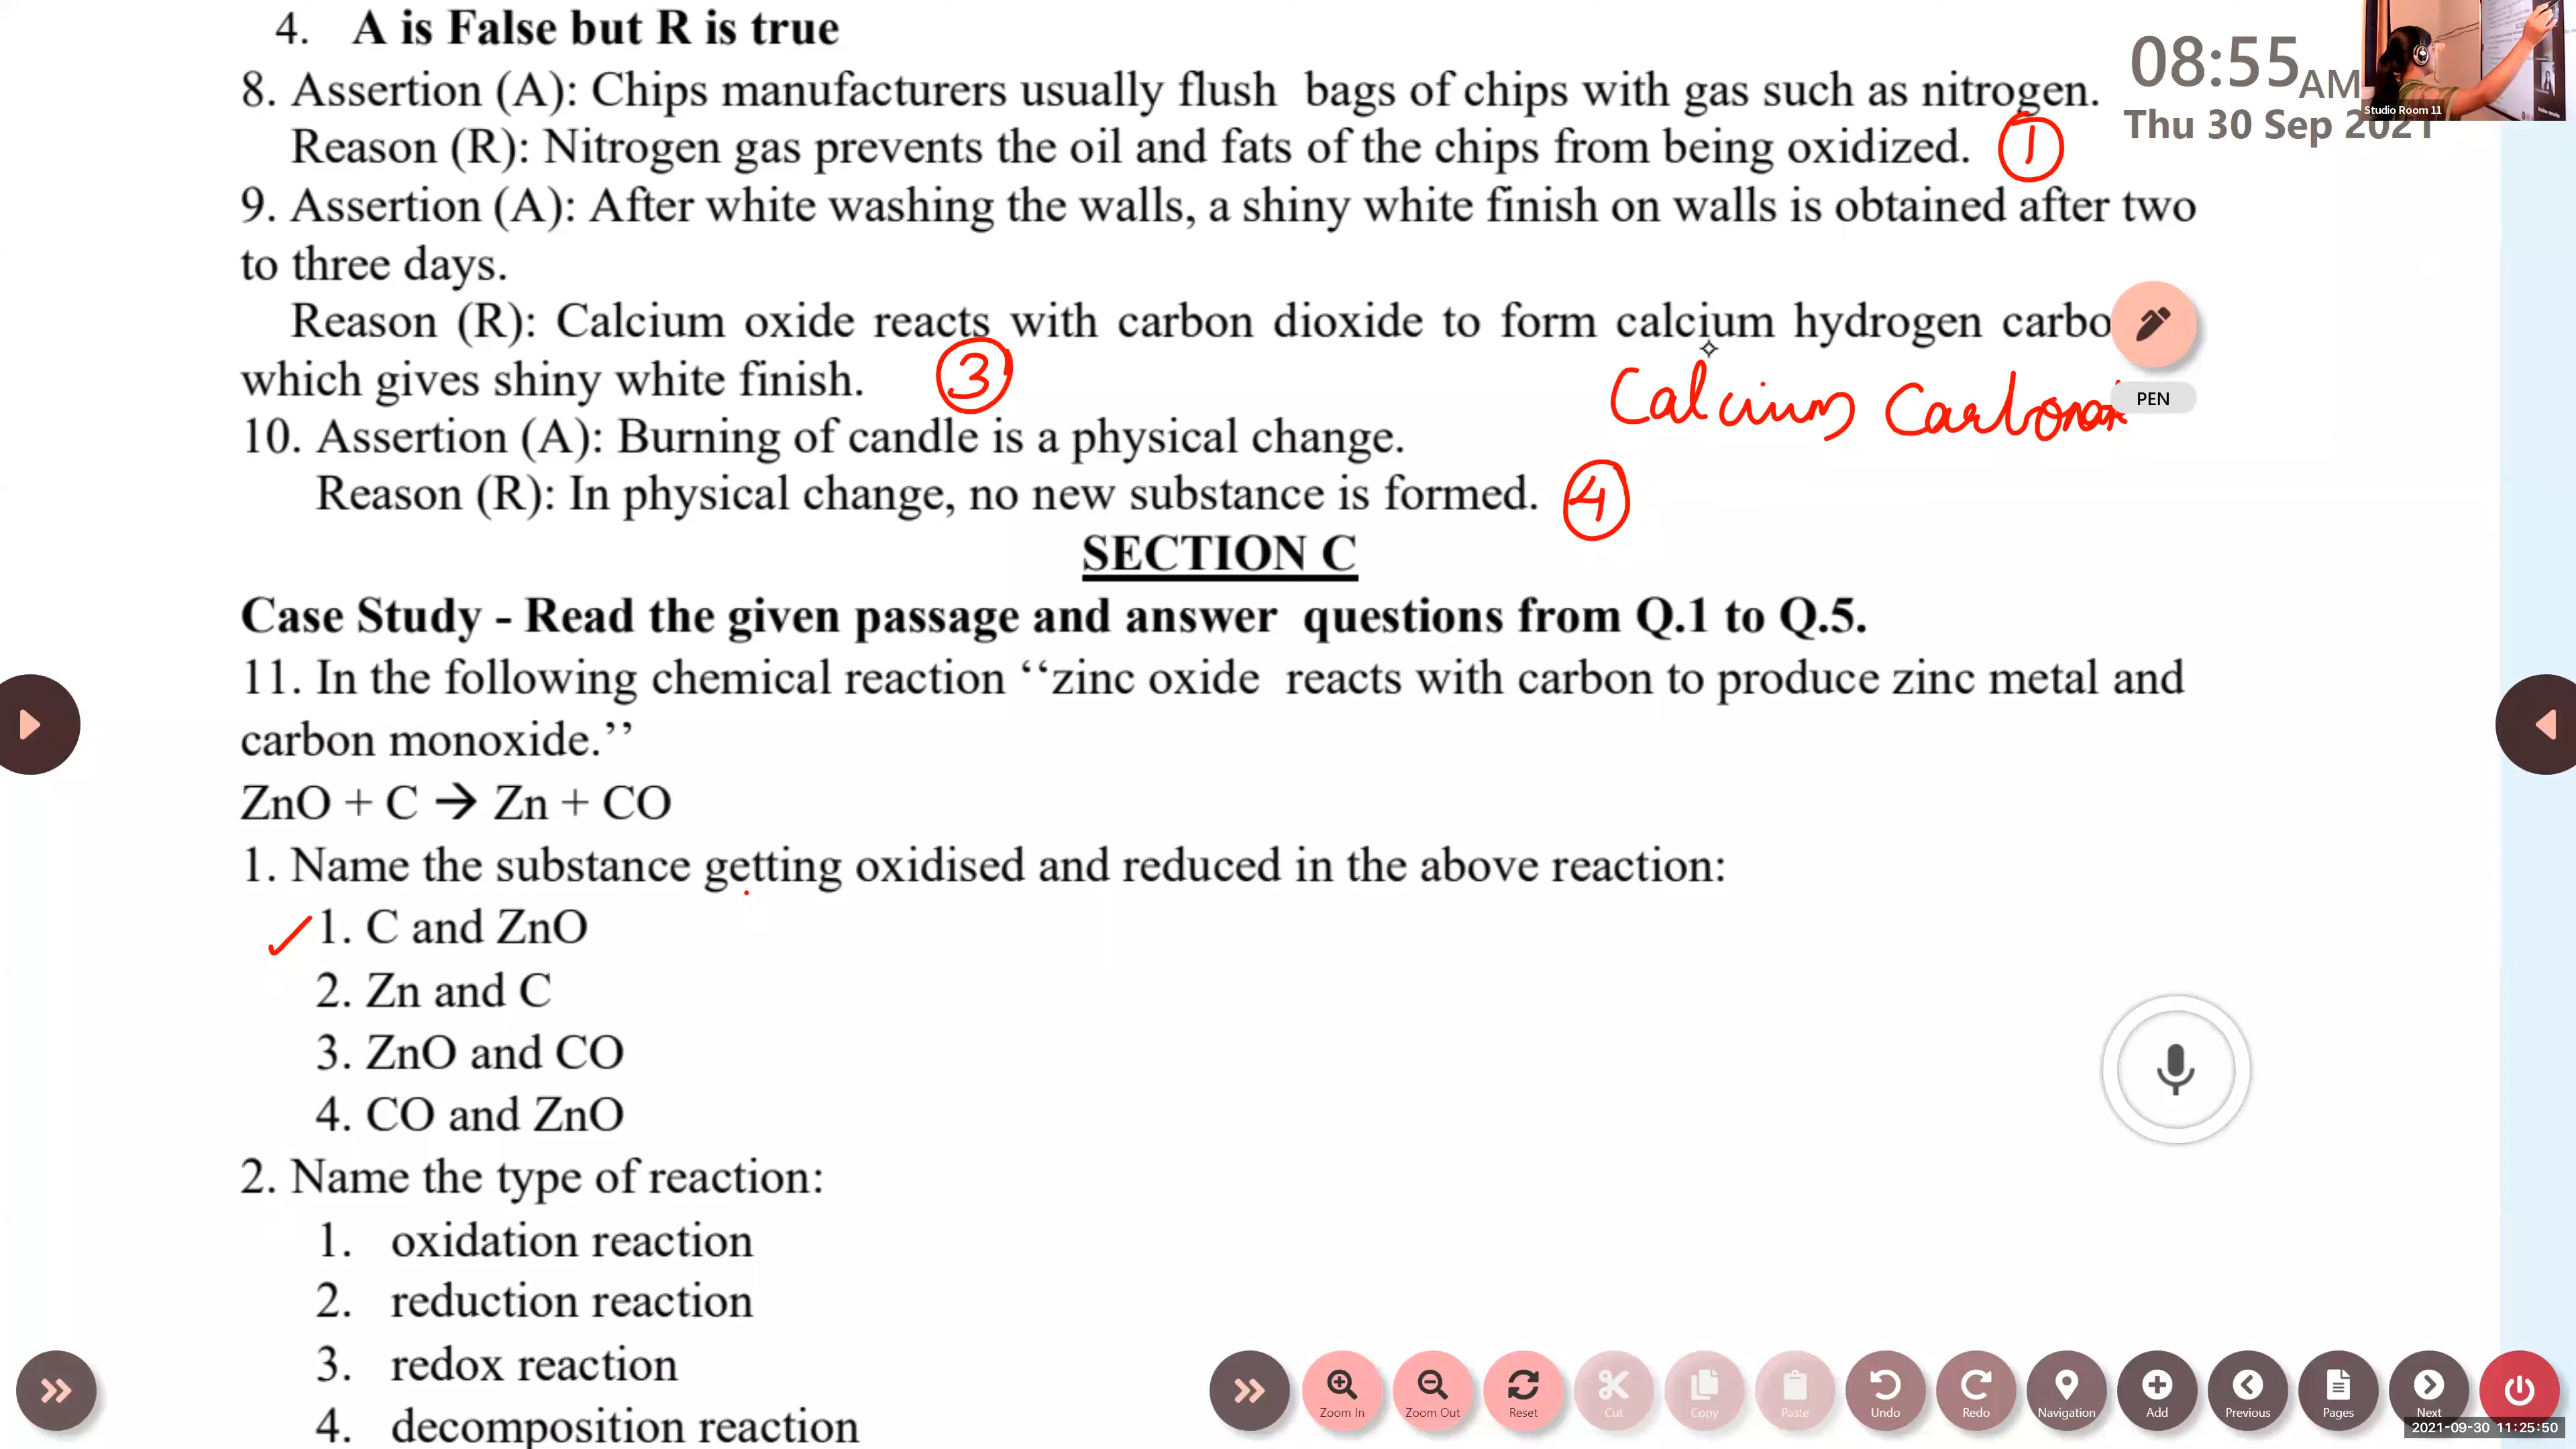 4. A is False but R is true
08:55 AM
Thu 30 Sep 2021
Studio Room 11
8. Assertion (A): Chips manufacturers usually flush bags of chips with gas such as nitrogen.
Reason (R): Nitrogen gas prevents the oil and fats of the chips from being oxidized. 1
9. Assertion (A): After white washing the walls, a shiny white finish on walls is obtained after two
to three days.
Reason (R): Calcium oxide reacts with carbon dioxide to form calcium hydrogen carbo
which gives shiny white finish. 3
Calcium
PEN
10. Assertion (A): Burning of candle is a physical change.
Reason (R): In physical change, no new substance is formed. 4
SECTION C
Case Study - Read the given passage and answer questions from Q.1 to Q.5.
11. In the following chemical reaction ‘‘zinc oxide reacts with carbon to produce zinc metal and
carbon monoxide.’’
ZnO + C → Zn + CO
1. Name the substance getting oxidised and reduced in the above reaction:
1. C and ZnO
2. Zn and C
3. ZnO and CO
4. CO and ZnO
2. Name the type of reaction:
1. oxidation reaction
2. reduction reaction
3. redox reaction
4. decomposition reaction
Zoom In Zoom Out Reset Cut Copy Paste Undo Redo Navigation Add Previous Pages Next
2021-09-30 11:25:50